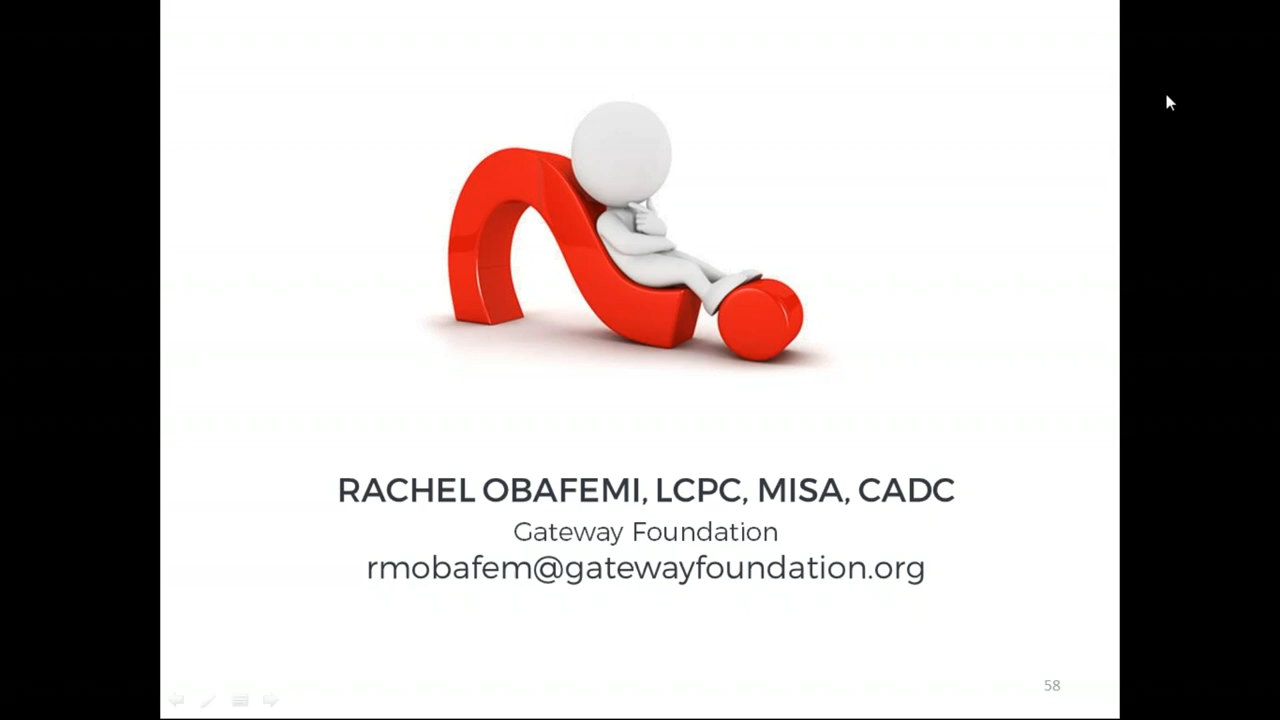 RACHEL OBAFEMI, LCPC, MISA, CADC
Gateway Foundation
rmobafem@gatewayfoundation.org
58